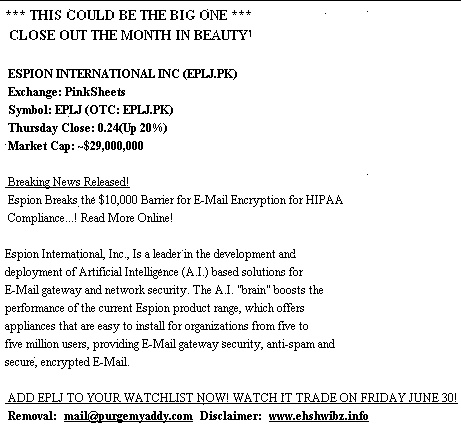 *** THIS COULD BE THE BIG ONE ***
CLOSE OUT THE MONTH IN BEAUTY!
ESPION INTERNATIONAL INC (EPLJ.PK)
Exchange: PinkSheets
Symbol: EPLJ (OTC: EPLJ.PK)
Thursday Close: 0.24(Up 20%)
Market Cap: ~$29,000,000
Breaking News Released!
Espion Breaks the $10,000 Barrier for E-Mail Encryption for HIPAA
Compliance...! Read More Online!
Espion International, Inc., Is a leader in the development and
deployment of Artificial Intelligence (A.I.) based solutions for
E-Mail gateway and network security. The A.I. "brain" boosts the
performance of the current Espion product range, which offers
appliances that are easy to install for organizations from five to
five million users, providing E-Mail gateway security, anti-spam and
secure, encrypted E-Mail.
ADD EPLJ TO YOUR WATCHLIST NOW! WATCH IT TRADE ON FRIDAY JUNE 30!
Removal: mail@purgemyaddy.com Disclaimer: www.ehshwibz.info